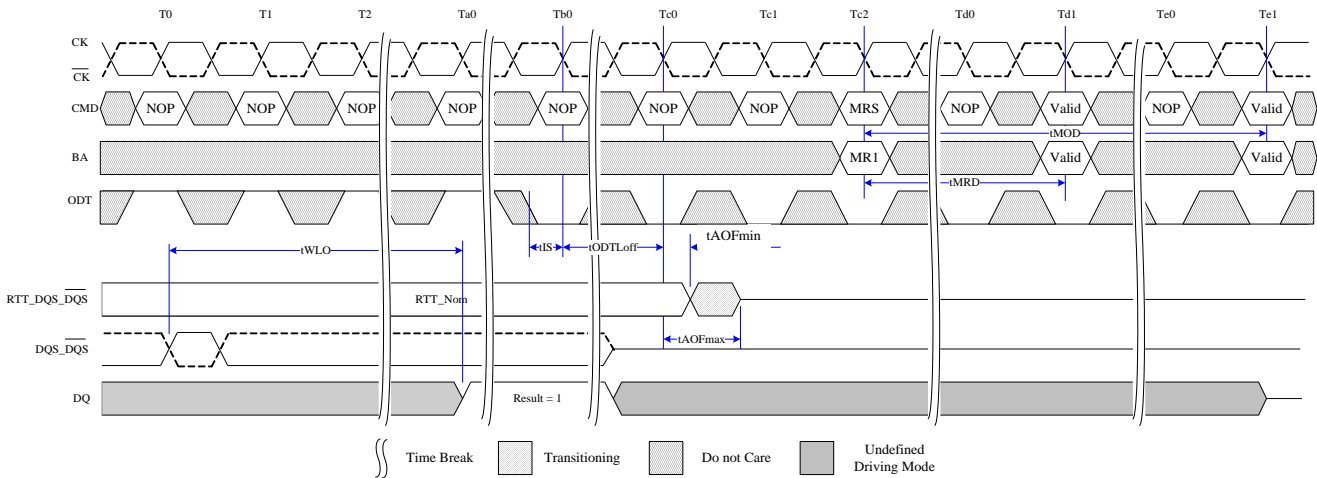 T0 T1 T2 Ta0 Tb0 Tc0 Tc1 Tc2 Td0 Td1 Te0 Te1
CK
CK
CMD NOP NOP NOP NOP NOP NOP NOP MRS NOP Valid NOP Valid
tMOD
BA MR1 Valid Valid
tMRD
ODT
tAOFmin
tWLO tIS tODTLoff
RTT_DQS_DQS RTT_Nom
tAOFmax
DQS_DQS
DQ Result = 1
Time Break Transitioning Do not Care Undefined
Driving Mode